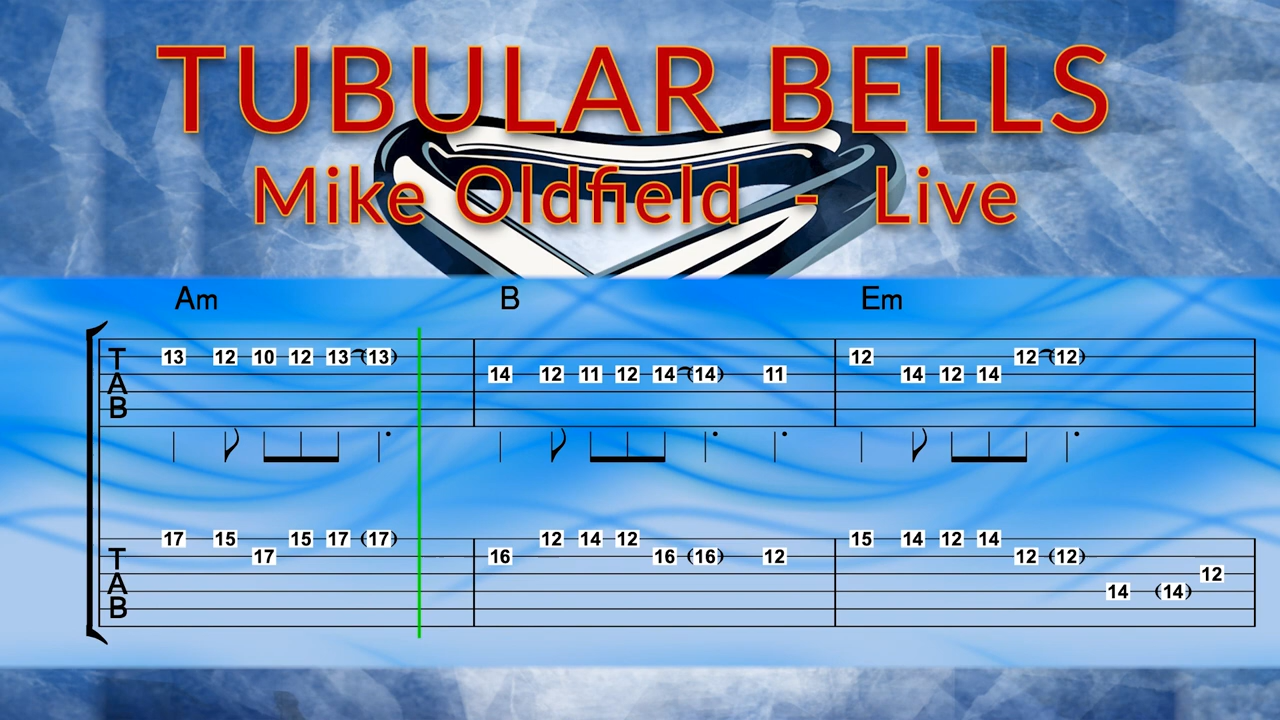 TUBULAR BELLS
Mike Oldfield - Live
Am B Em
T 13 12 10 12 13 (13) 12 12 (12)
A 14 12 11 12 14 (14) 11 14 12 14
B
17 15 15 17 (17) 12 14 12 15 14 12 14
T 17 16 16 (16) 12 12 (12)
A 12
14 (14)
B